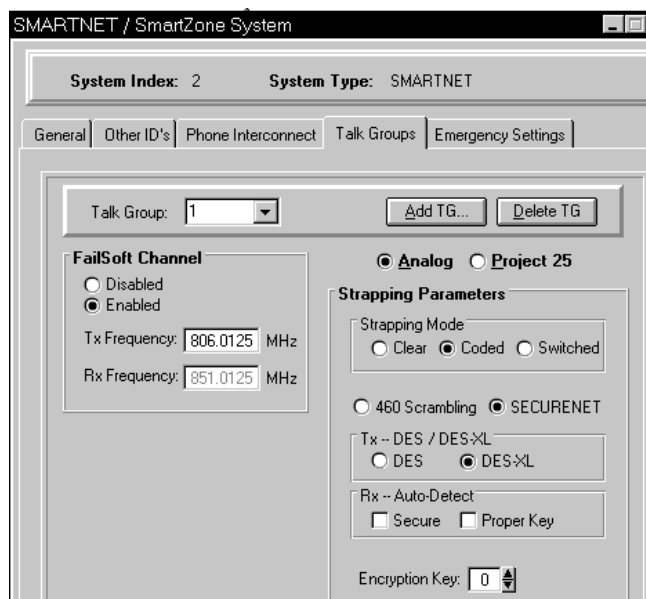 SMARTNET / SmartZone System
System Index: 2 System Type: SMARTNET
General Other ID's Phone Interconnect Talk Groups Emergency Settings
Talk Group: 1 Add TG... Delete TG
FailSoft Channel
Disabled
Enabled
Tx Frequency: 806.0125 MHz
Rx Frequency: 851.0125 MHz
Analog Project 25
Strapping Parameters
Strapping Mode
Clear Coded Switched
460 Scrambling SECURENET
Tx -- DES / DES-XL
DES DES-XL
Rx -- Auto-Detect
Secure Proper Key
Encryption Key: 0